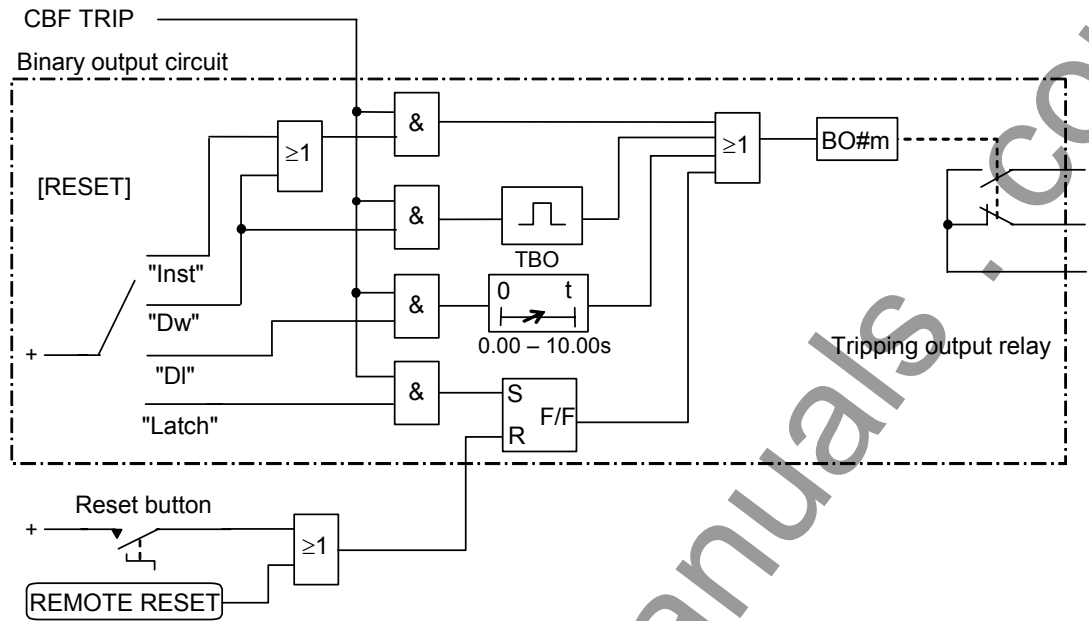 CBF TRIP
Binary output circuit
&
≥1
≥1
BO#m
[RESET]
&
"Inst"
TBO
"Dw"
&
0 t
0.00 – 10.00s
+
"Dl"
Tripping output relay
&
S
F/F
R
"Latch"
Reset button
+
≥1
REMOTE RESET